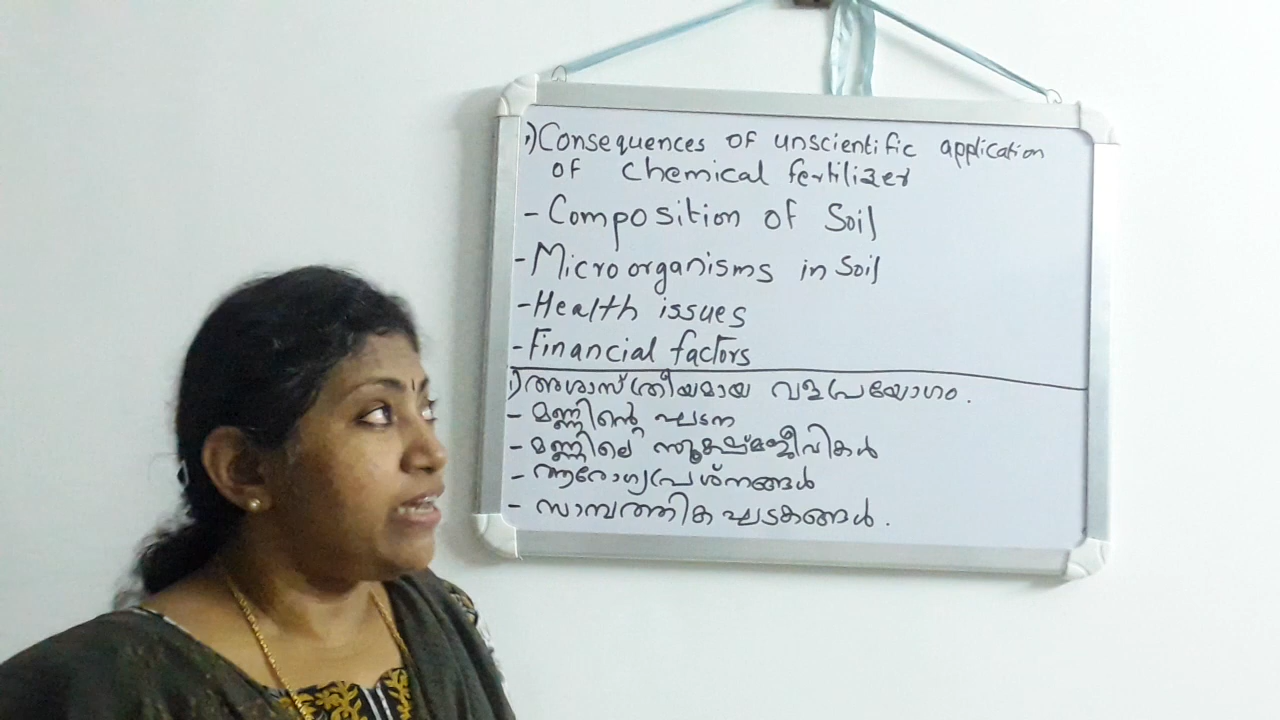 1) Consequences of unscientific application
of chemical fertilizer
- Composition of Soil
- Microorganisms in Soil
- Health issues
- Financial factors
1) അശാസ്ത്രീയമായ വളപ്രയോഗം.
- മണ്ണിന്റെ ഘടന
- മണ്ണിലെ സൂക്ഷ്മജീവികൾ
- ആരോഗ്യപ്രശ്നങ്ങൾ
- സാമ്പത്തിക ഘടകങ്ങൾ.